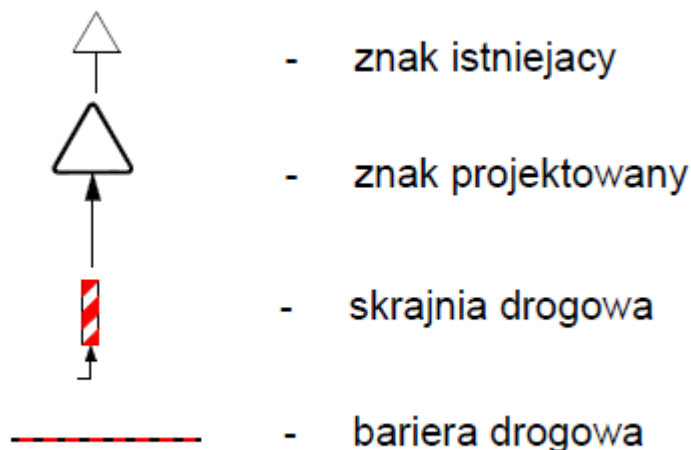 - znak istniejacy
- znak projektowany
- skrajnia drogowa
- bariera drogowa